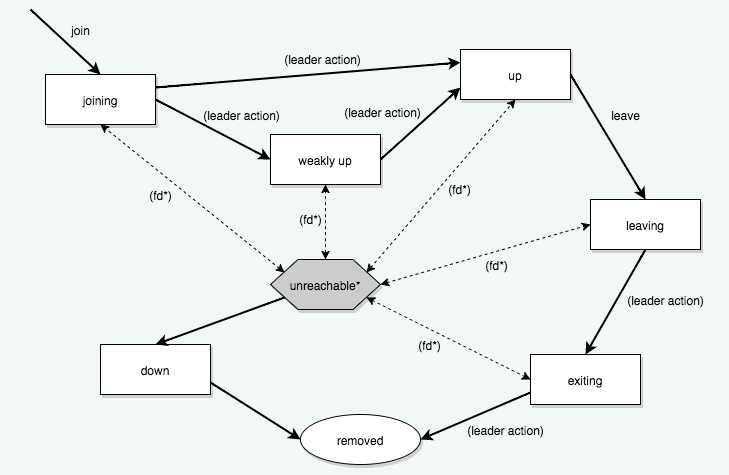 join
(leader action)
up
joining
(leader action)
(leader action)
leave
weakly up
(fd*)
(fd*)
(fd*)
leaving
(fd*)
unreachable*
(leader action)
(fd*)
down
exiting
(leader action)
removed